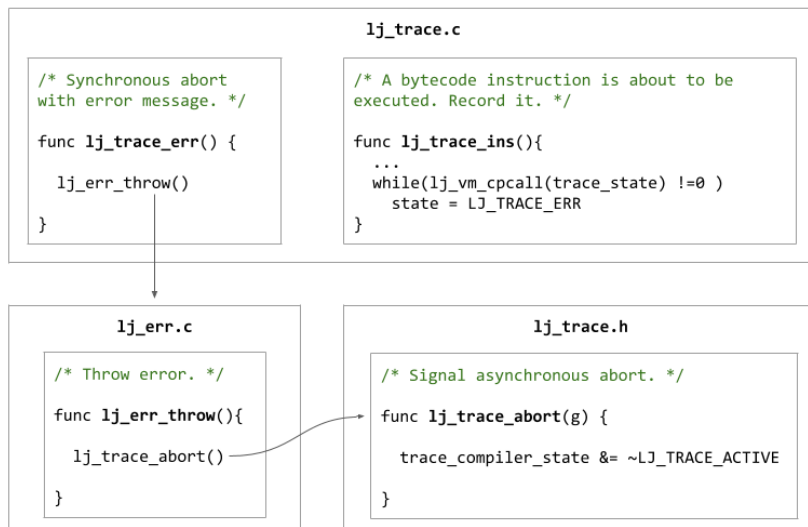 lj_trace.c
/* Synchronous abort
with error message. */
func lj_trace_err() {
lj_err_throw()
}
/* A bytecode instruction is about to be
executed. Record it. */
func lj_trace_ins(){
...
while(lj_vm_cpcall(trace_state) !=0 )
state = LJ_TRACE_ERR
}
lj_err.c
/* Throw error. */
func lj_err_throw(){
lj_trace_abort()
}
lj_trace.h
/* Signal asynchronous abort. */
func lj_trace_abort(g) {
trace_compiler_state &= ~LJ_TRACE_ACTIVE
}